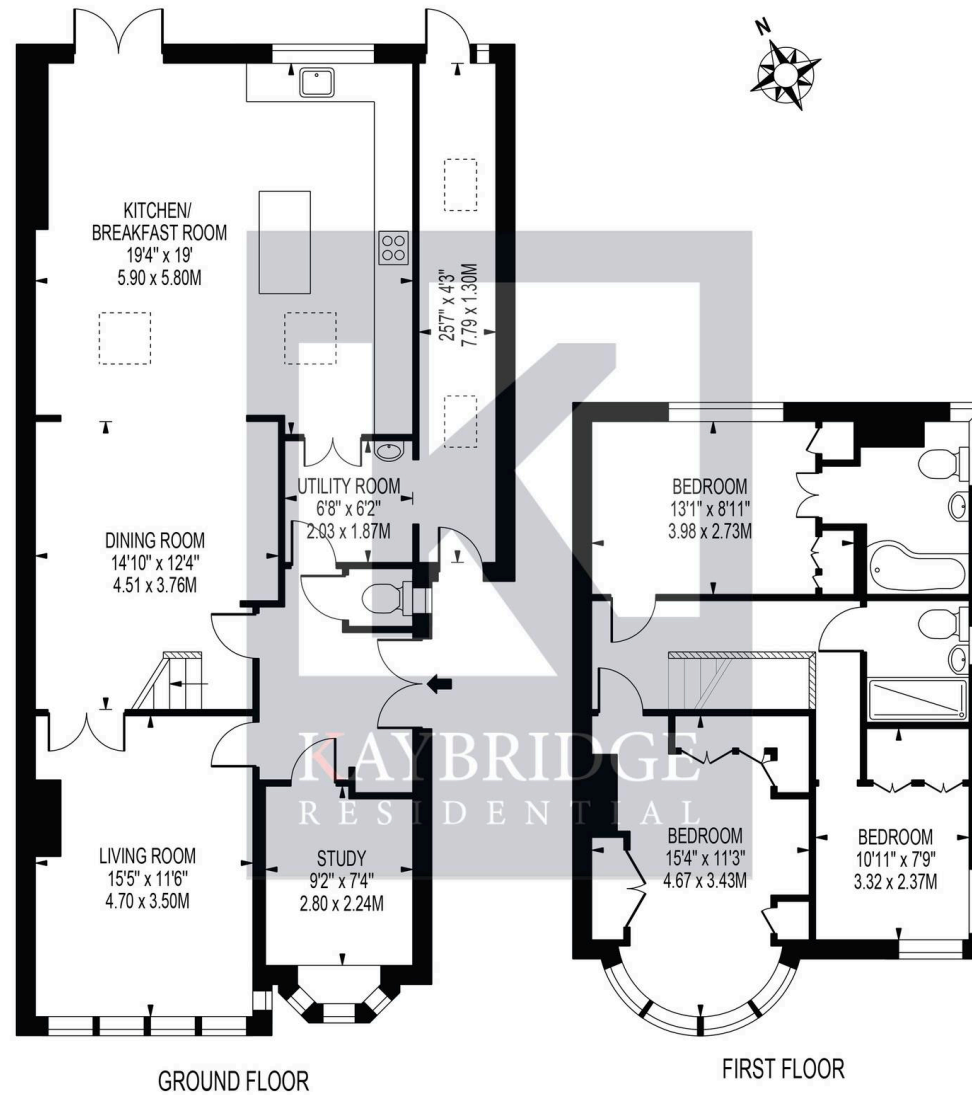 N
KITCHEN/
BREAKFAST ROOM
19'4" x 19'
5.90 x 5.80M
25'7" x 4'3"
7.79 x 1.30M
UTILITY ROOM
6'8" x 6'2"
2.03 x 1.87M
DINING ROOM
14'10" x 12'4"
4.51 x 3.76M
BEDROOM
13'1" x 8'11"
3.98 x 2.73M
KAYBRIDGE
RESIDENTIAL
LIVING ROOM
15'5" x 11'6"
4.70 x 3.50M
STUDY
9'2" x 7'4"
2.80 x 2.24M
BEDROOM
15'4" x 11'3"
4.67 x 3.43M
BEDROOM
10'11" x 7'9"
3.32 x 2.37M
GROUND FLOOR
FIRST FLOOR